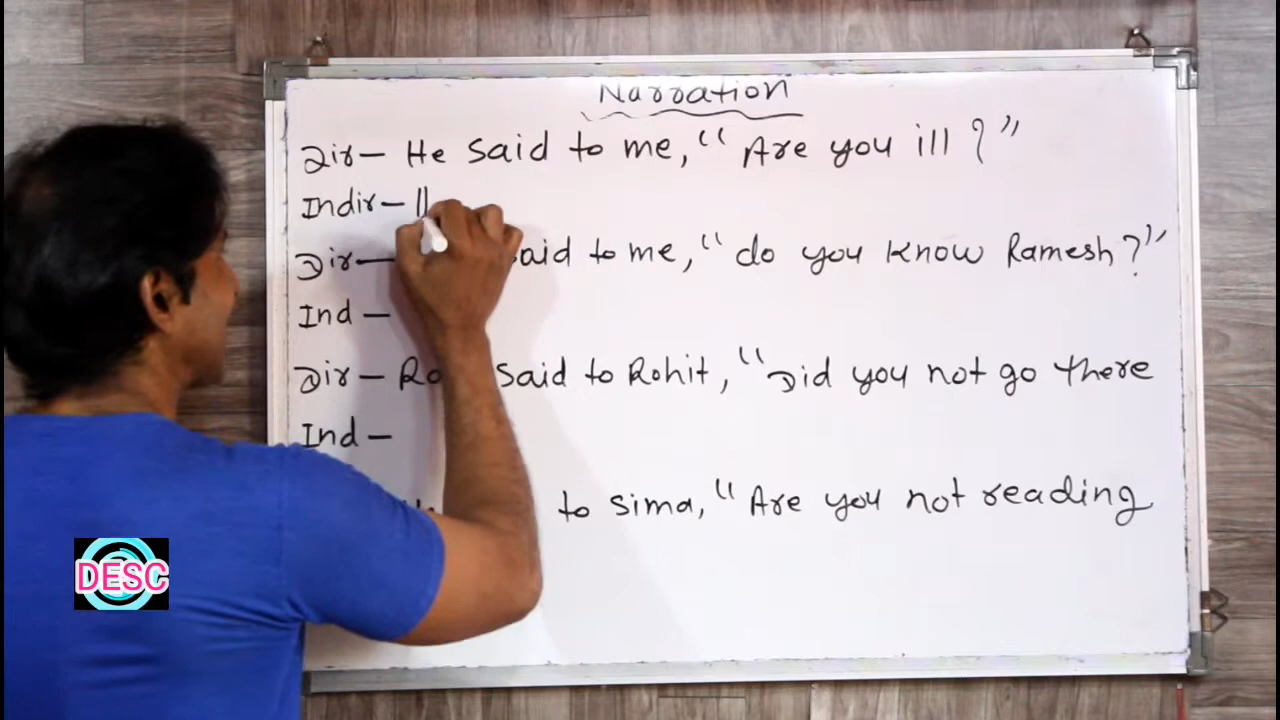 Narration
Dir- He said to me, "Are you ill?"
Indir-
Dir- said to me, "do you know Ramesh?"
Ind -
Dir- said to Rohit, "Did you not go there
Ind -
to sima, "Are you not reading
DESC